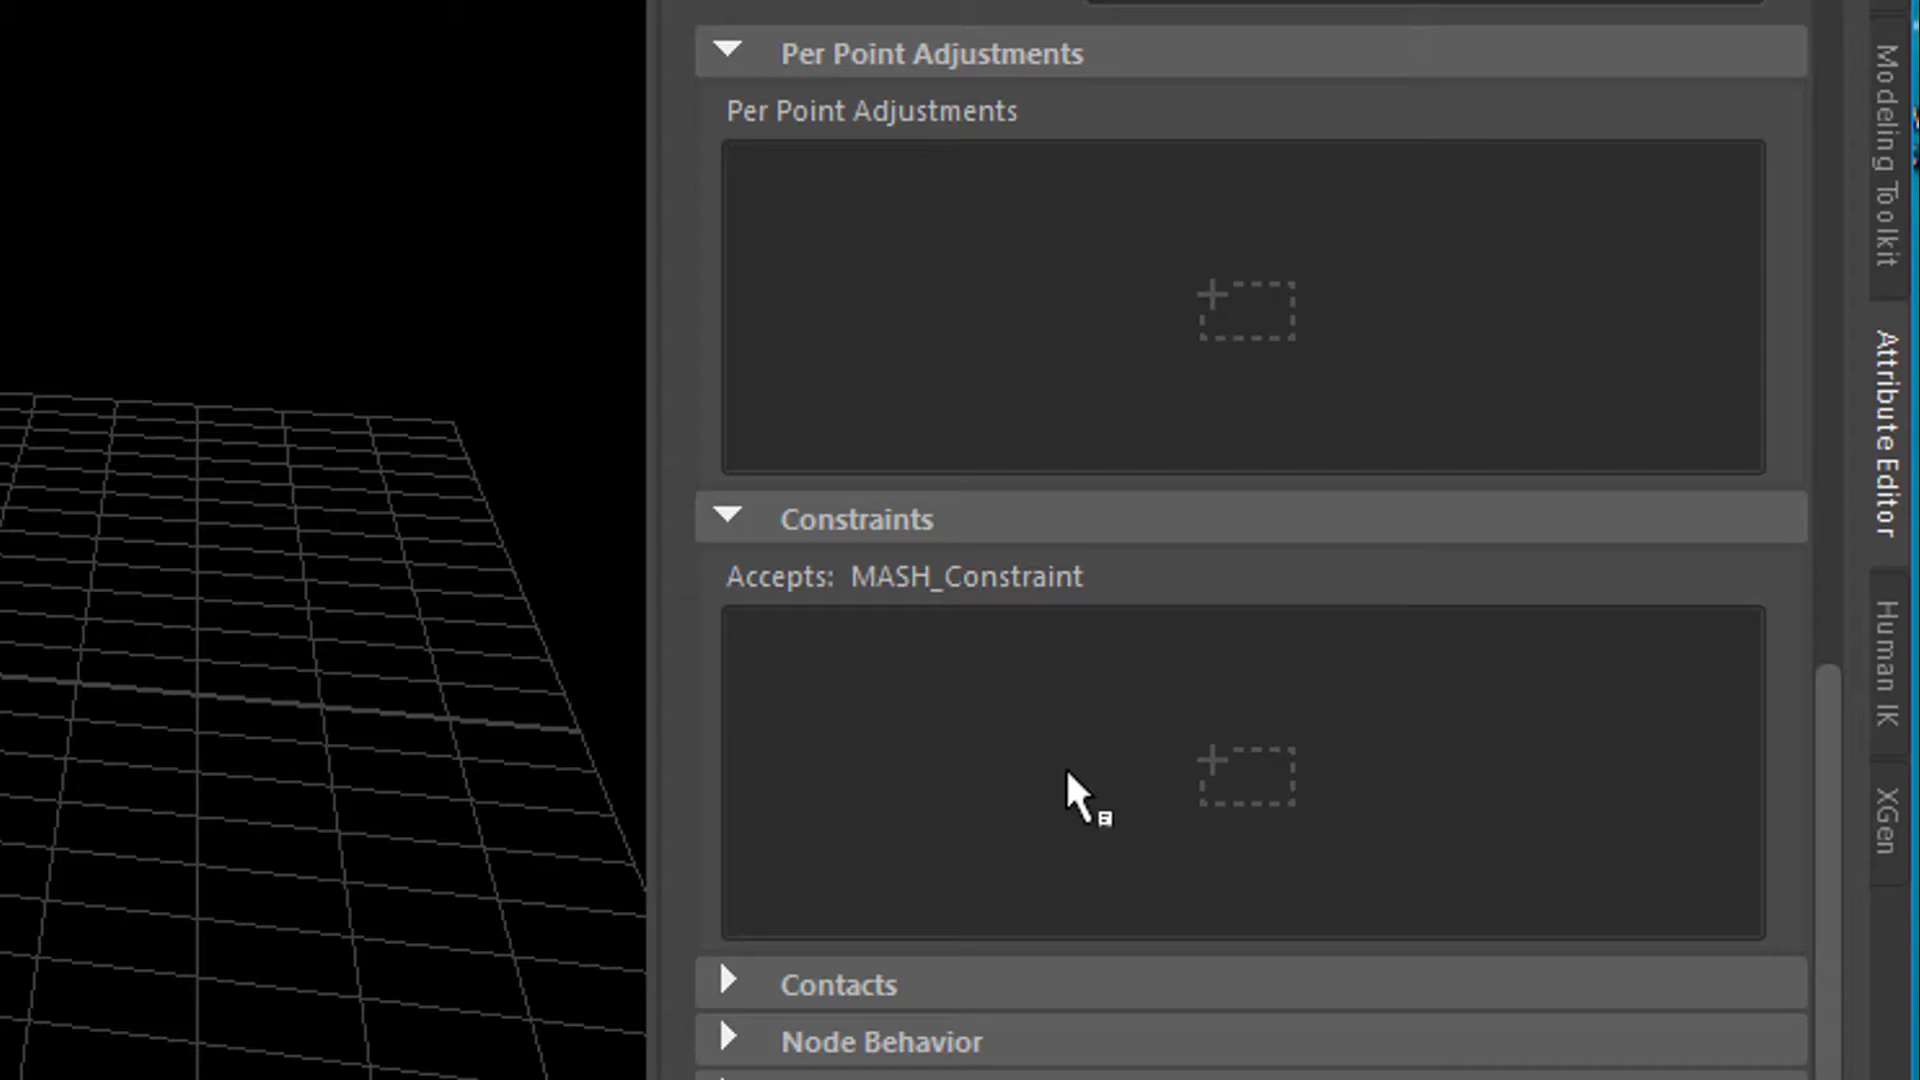 Per Point Adjustments
Per Point Adjustments
Constraints
Accepts: MASH_Constraint
Contacts
Node Behavior
Modeling Toolkit
Attribute Editor
Human IK
XGen